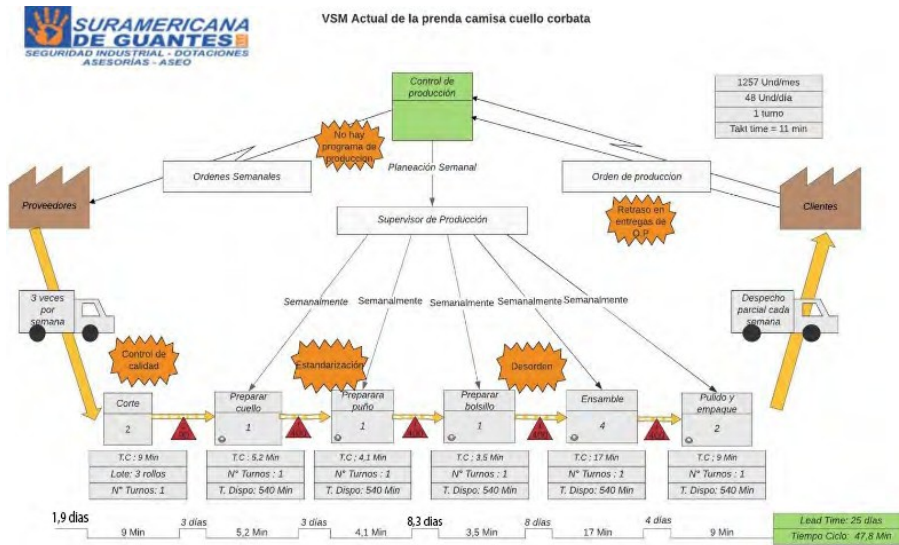 VSM Actual de la prenda camisa cuello corbata
SURAMERICANA
DE GUANTES
SEGURIDAD INDUSTRIAL - DOTACIONES
ASESORÍAS - ASEO
Control de
producción
1257 Und/mes
48 Und/día
1 turno
Takt time = 11 min
No hay
programa de
produccion
Planeación Semanal
Ordenes Semanales
Orden de produccion
Proveedores
Clientes
Supervisor de Producción
Retraso en
entregas de
O.P
3 veces
por
semana
Semanalmente
Semanalmente
Semanalmente
Semanalmente
Semanalmente
Despecho
parcial cada
semana
Control de
calidad
Estandarización
Desorden
Corte
2
Preparar
cuello
1
Preparara
puño
1
Preparar
bolsillo
1
Ensamble
4
Pulido y
empaque
2
T.C : 9 Min
Lote: 3 rollos
N° Turnos: 1
T.C : 5,2 Min
N° Turnos : 1
T. Dispo: 540 Min
T.C ; 4,1 Min
N° Turnos : 1
T. Dispo: 540 Min
T.C : 3,5 Min
N° Turnos : 1
T. Dispo: 540 Min
T.C : 17 Min
N° Turnos : 1
T. Dispo: 540 Min
T.C ; 9 Min
N° Turnos : 1
T. Dispo: 540 Min
1,9 dias
9 Min
3 días
5,2 Min
3 días
4,1 Min
8,3 dias
3,5 Min
8 días
17 Min
4 días
9 Min
Lead Time: 25 días
Tiempo Ciclo: 47,8 Min